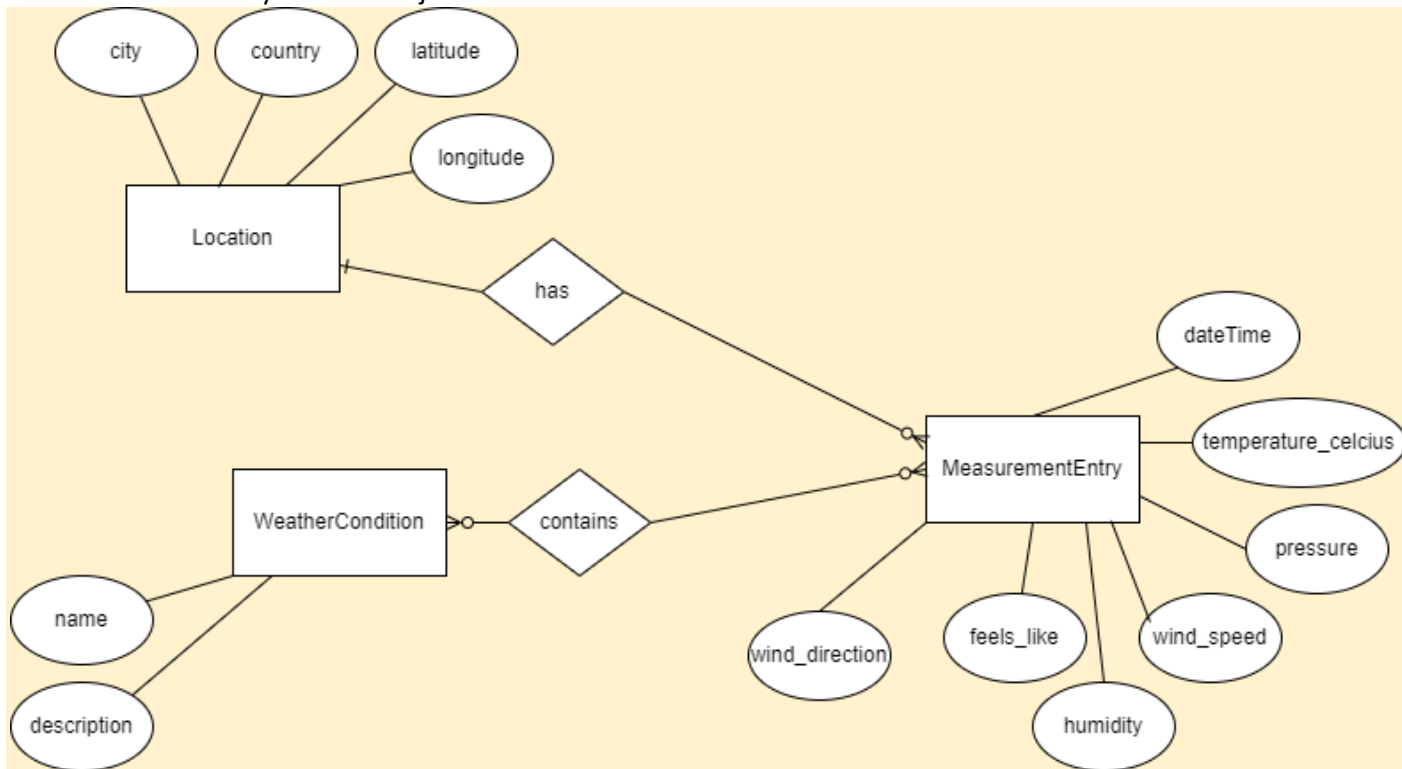 city
country
latitude
longitude
Location
has
dateTime
temperature_celcius
MeasurementEntry
WeatherCondition
contains
pressure
name
feels_like
wind_speed
wind_direction
description
humidity